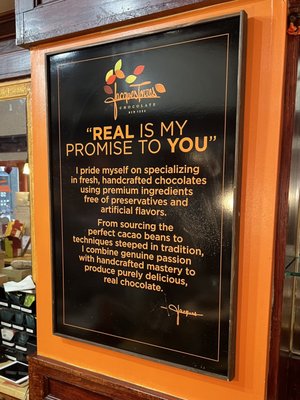 Jacques Torres
CHOCOLATE
"REAL IS MY
PROMISE TO YOU"
I pride myself on specializing
in fresh, handcrafted chocolates
using premium ingredients
free of preservatives and
artificial flavors.
From sourcing the
perfect cacao beans to
techniques steeped in tradition,
I combine genuine passion
with handcrafted mastery to
produce purely delicious,
real chocolate.
- Jacques